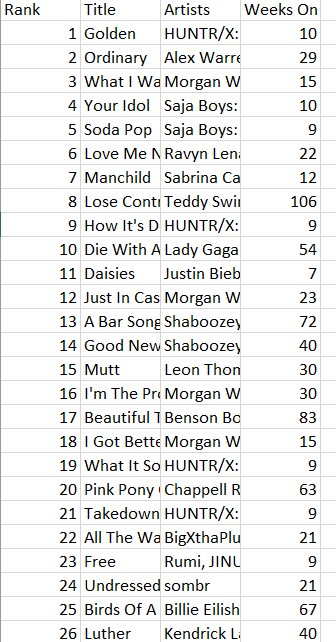 Rank Title Artists Weeks On
1 Golden HUNTR/X: 10
2 Ordinary Alex Warre 29
3 What I Wa Morgan W 15
4 Your Idol Saja Boys: 10
5 Soda Pop Saja Boys: 9
6 Love Me N Ravyn Lena 22
7 Manchild Sabrina Ca 12
8 Lose Contr Teddy Swin 106
9 How It's D HUNTR/X: 9
10 Die With A Lady Gaga 54
11 Daisies Justin Bieb 7
12 Just In Cas Morgan W 23
13 A Bar Song Shaboozey 72
14 Good New Shaboozey 40
15 Mutt Leon Thon 30
16 I'm The Pro Morgan W 30
17 Beautiful T Benson Bo 83
18 I Got Bette Morgan W 15
19 What It So HUNTR/X: 9
20 Pink Pony Chappell R 63
21 Takedown HUNTR/X: 9
22 All The Wa BigXthaPlu 21
23 Free Rumi, JINU 9
24 Undressed sombr 21
25 Birds Of A Billie Eilish 67
26 Luther Kendrick La 40